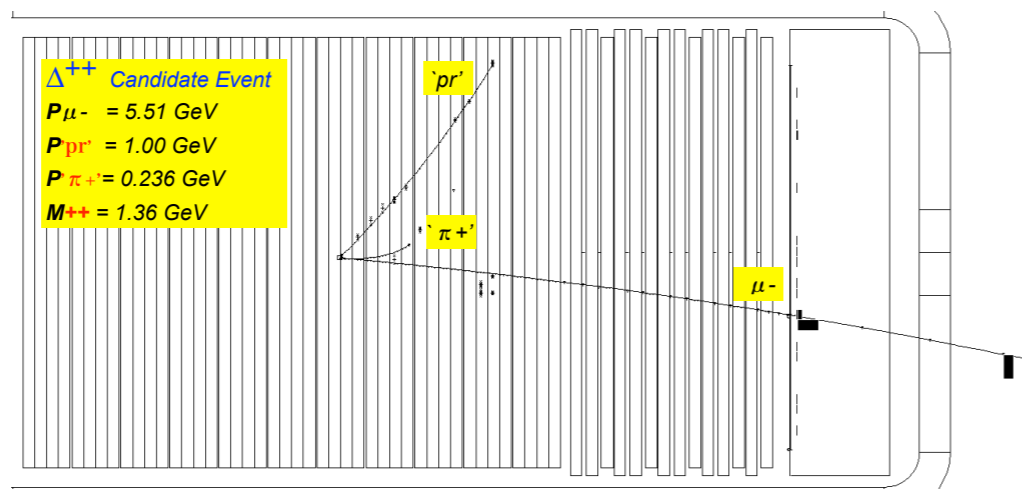 Δ++ Candidate Event
Pμ- = 5.51 GeV
P'pr' = 1.00 GeV
P'π+'= 0.236 GeV
M++ = 1.36 GeV
`pr'
`π+'
μ-